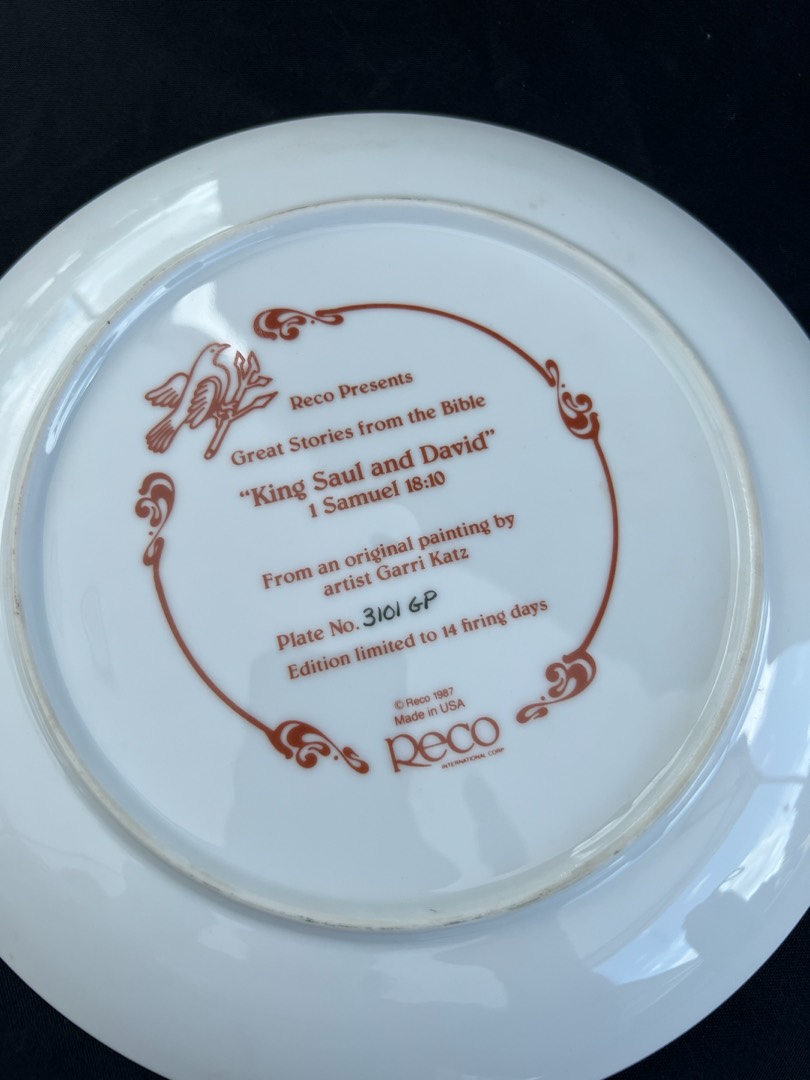 Reco Presents
Great Stories from the Bible
“King Saul and David”
1 Samuel 18:10
From an original painting by
artist Garri Katz
Plate No. 3101 GP
Edition limited to 14 firing days
© Reco 1987
Made in USA
Reco
INTERNATIONAL CORP